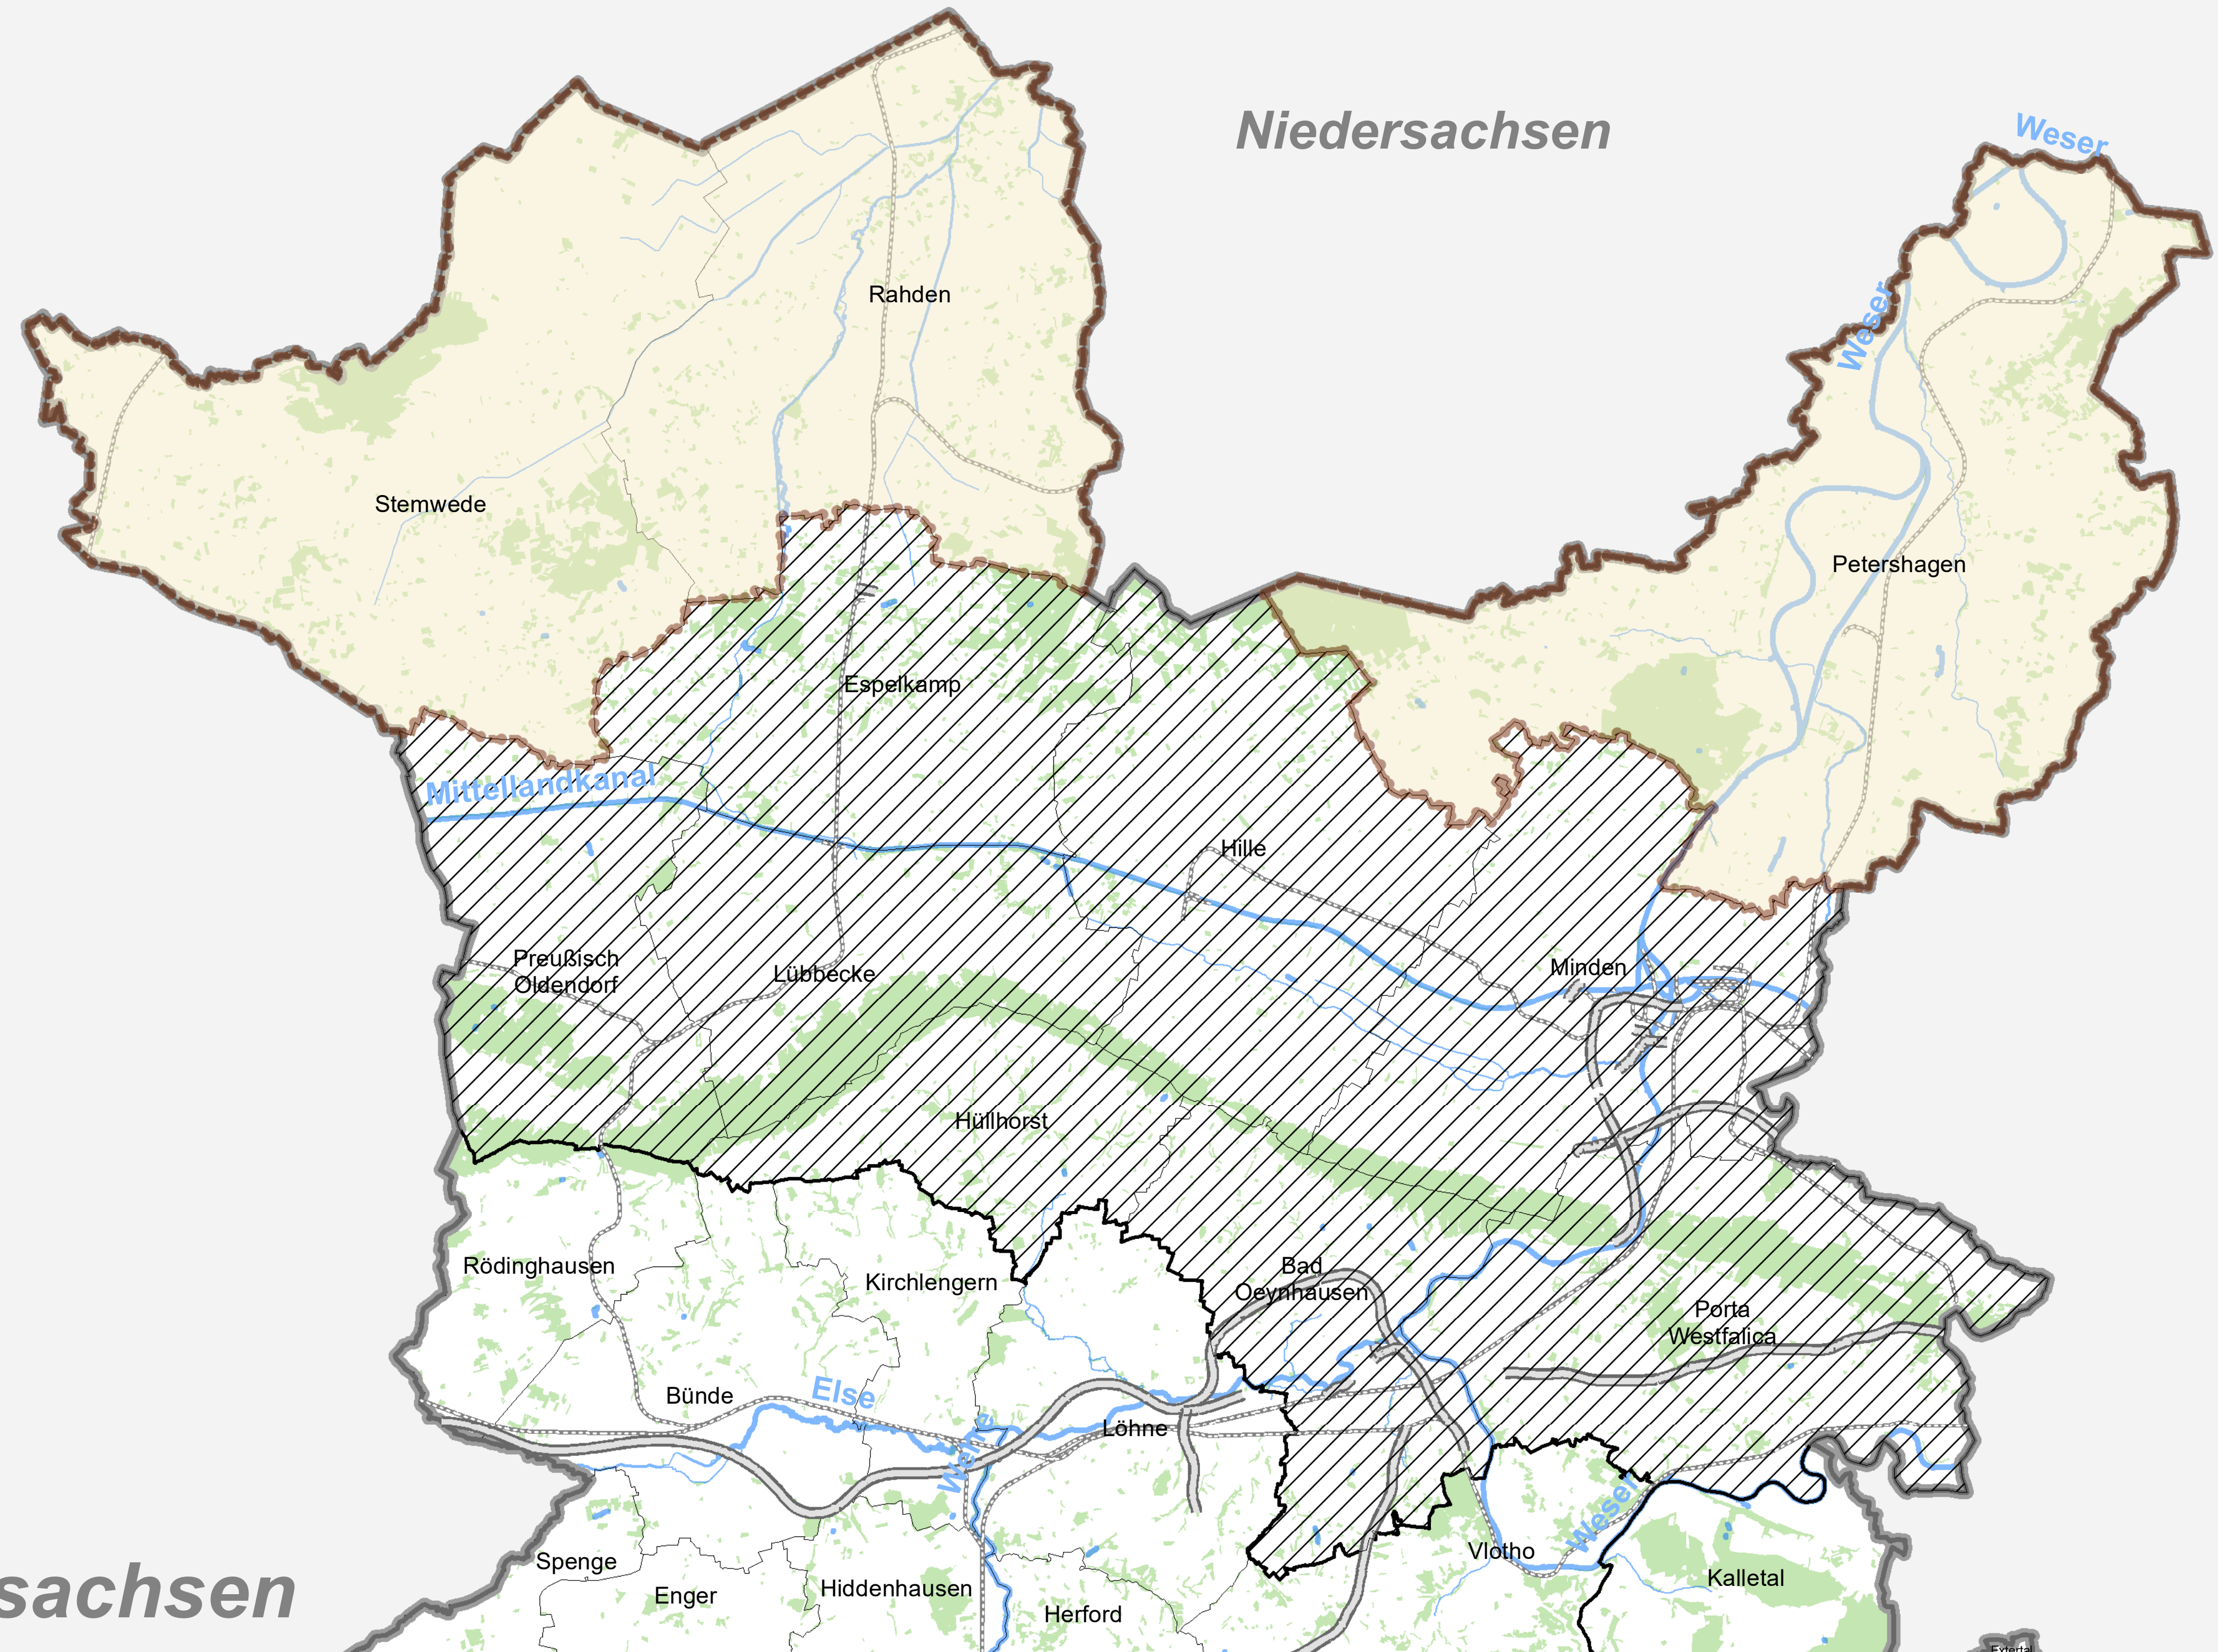 Niedersachsen
Weser
Rahden
Weser
Stemwede
Petershagen
Espelkamp
Mittellandkanal
Hille
Preußisch
Oldendorf
Lübbecke
Minden
Hüllhorst
Rödinghausen
Kirchlengern
Bad
Oeynhausen
Porta
Westfalica
Bünde
Else
Werre
Löhne
Weser
Vlotho
Spenge
Enger
Hiddenhausen
Herford
Kalletal
sachsen
Extertal